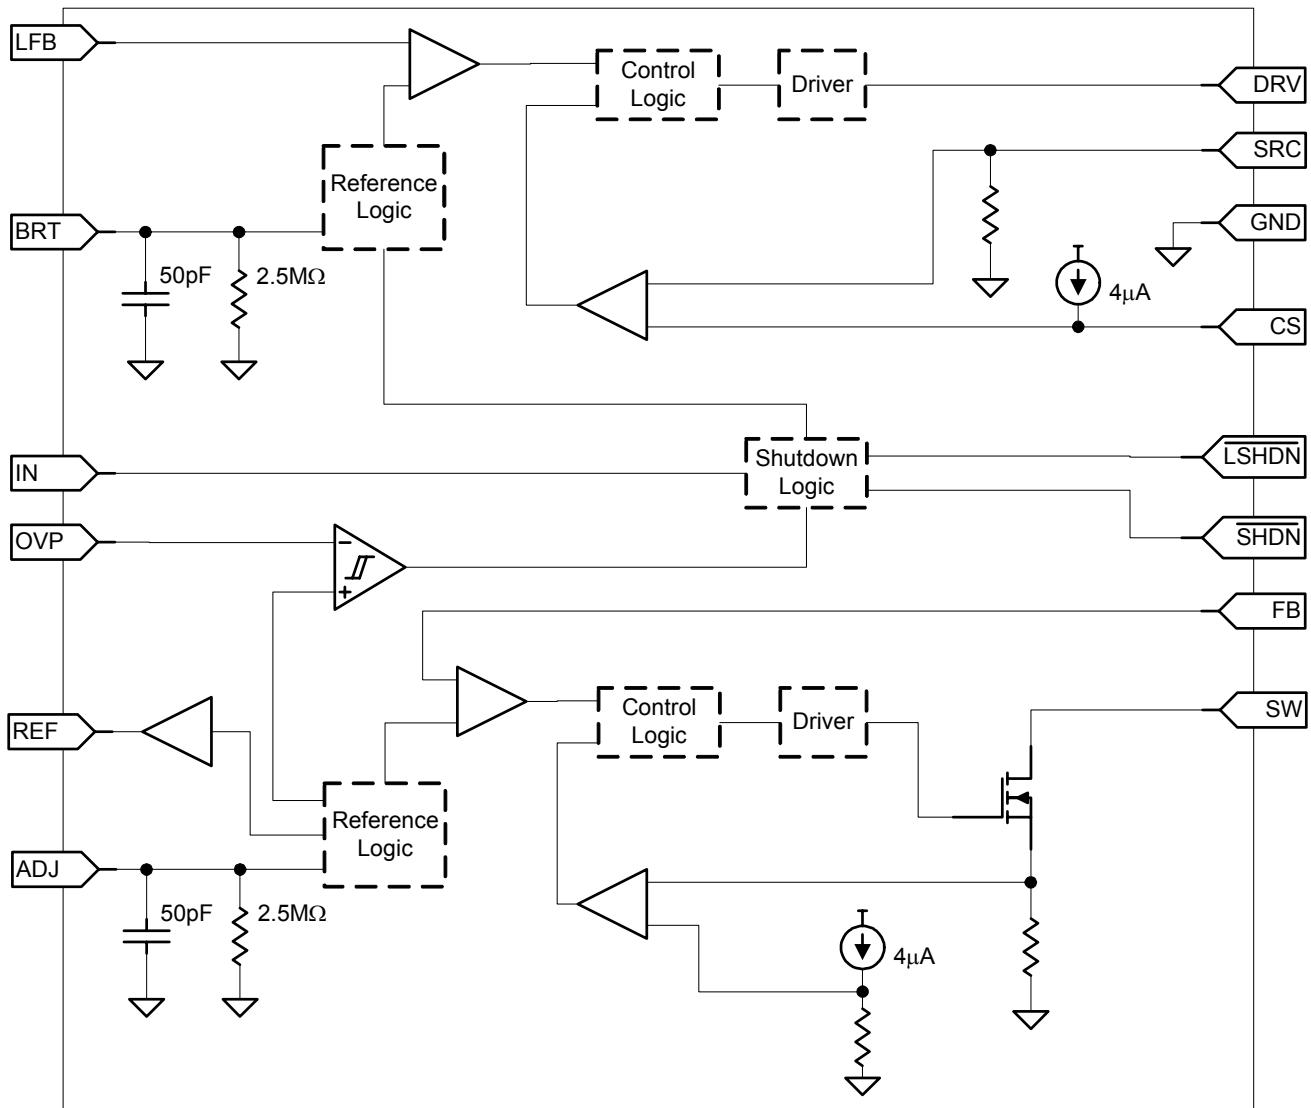 LFB
Control
Logic
Driver
DRV
SRC
Reference
Logic
BRT
GND
50pF
2.5MΩ
4μA
CS
IN
Shutdown
Logic
LSHDN
OVP
SHDN
−
+
FB
REF
Control
Logic
Driver
SW
Reference
Logic
ADJ
50pF
2.5MΩ
4μA